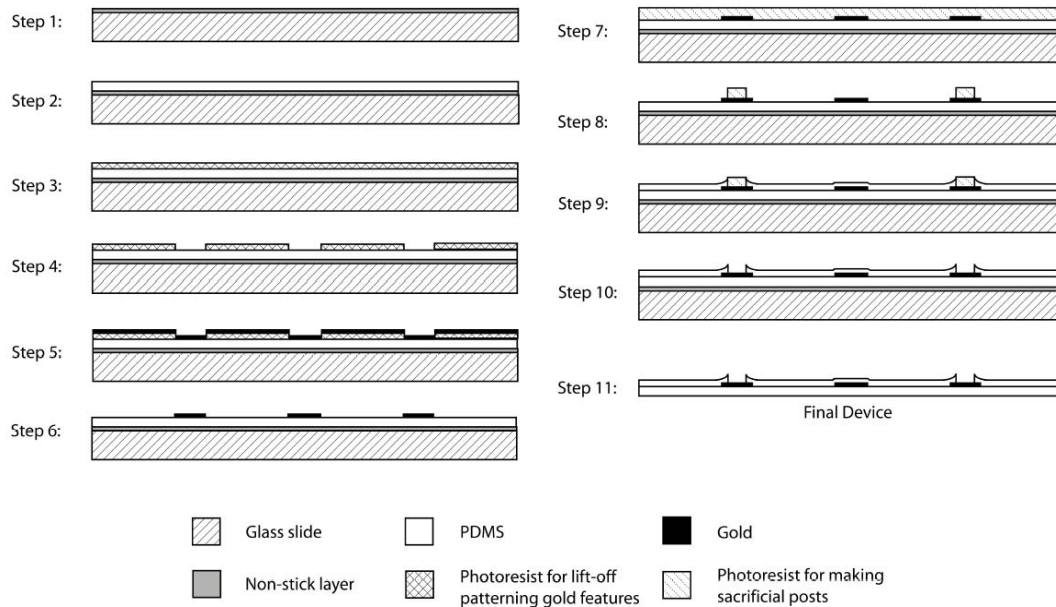 Step 1:
Step 2:
Step 3:
Step 4:
Step 5:
Step 6:
Step 7:
Step 8:
Step 9:
Step 10:
Step 11:
Final Device
Glass slide
PDMS
Gold
Non-stick layer
Photoresist for lift-off
patterning gold features
Photoresist for making
sacrificial posts